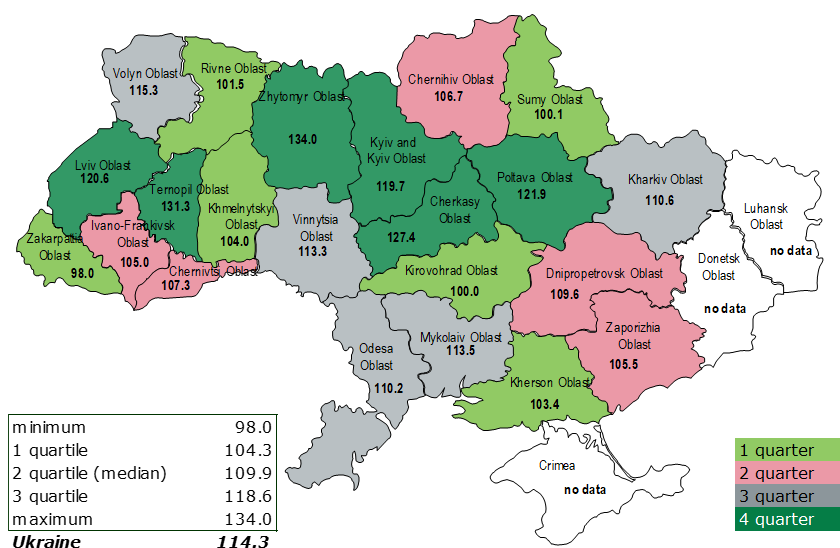 Volyn Oblast
115.3
Rivne Oblast
101.5
Zhytomyr Oblast
134.0
Chernihiv Oblast
106.7
Sumy Oblast
100.1
Kyiv and
Kyiv Oblast
119.7
Lviv Oblast
120.6
Ternopil Oblast
131.3
Khmelnytskyi
Oblast
104.0
Ivano-Frankivsk
Oblast
105.0
Zakarpattia
Oblast
98.0
Chernivtsi Oblast
107.3
Vinnytsia
Oblast
113.3
Cherkasy
Oblast
127.4
Poltava Oblast
121.9
Kharkiv Oblast
110.6
Luhansk
Oblast
no data
Donetsk
Oblast
no data
Kirovohrad Oblast
100.0
Dnipropetrovsk Oblast
109.6
Zaporizhia
Oblast
105.5
Mykolaiv Oblast
113.5
Odesa
Oblast
110.2
Kherson Oblast
103.4
Crimea
no data
minimum 98.0
1 quartile 104.3
2 quartile (median) 109.9
3 quartile 118.6
maximum 134.0
Ukraine 114.3
1 quarter
2 quarter
3 quarter
4 quarter